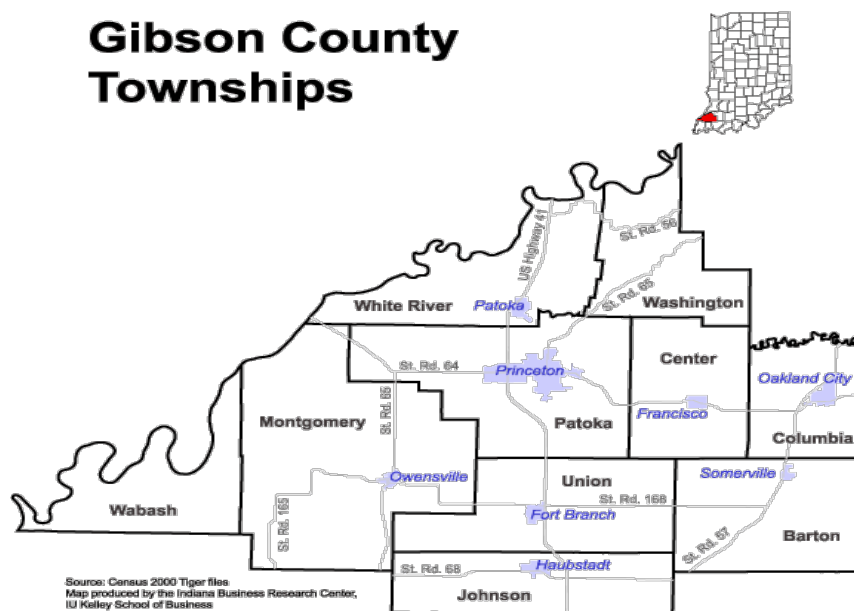 Gibson County
Townships
US Highway 41
St. Rd. 56
St. Rd. 65
White River
Patoka
Washington
St. Rd. 64
Princeton
Center
Oakland City
St. Rd. 65
Montgomery
Patoka
Francisco
Columbia
Owensville
Union
Somerville
Wabash
St. Rd. 165
St. Rd. 168
Fort Branch
St. Rd. 57
Barton
St. Rd. 68
Haubstadt
Johnson
Source: Census 2000 Tiger files
Map produced by the Indiana Business Research Center,
IU Kelley School of Business